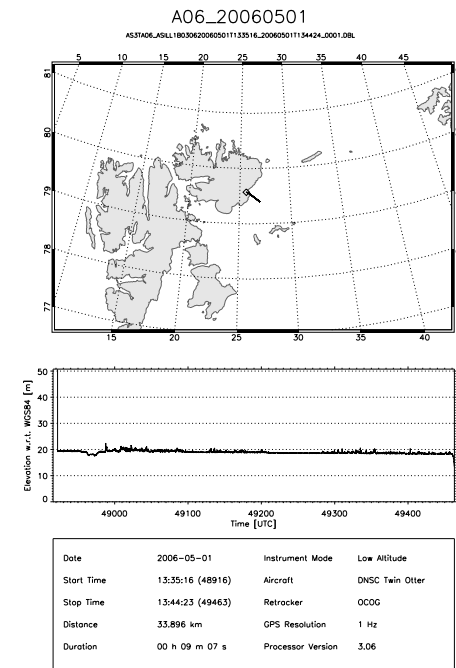 A06_20060501
AS3TA06_ASILL1B030620060501T133516_20060501T134424_0001.DBL
5 10 15 20 25 30 35 40 45
81
80
79
78
77
15 20 25 30 35 40
Elevation w.r.t. WGS84 [m]
50
40
30
20
10
0
49000 49100 49200 49300 49400
Time [UTC]
Date 2006-05-01 Instrument Mode Low Altitude
Start Time 13:35:16 (48916) Aircraft DNSC Twin Otter
Stop Time 13:44:23 (49463) Retracker OCOG
Distance 33.896 km GPS Resolution 1 Hz
Duration 00 h 09 m 07 s Processor Version 3.06